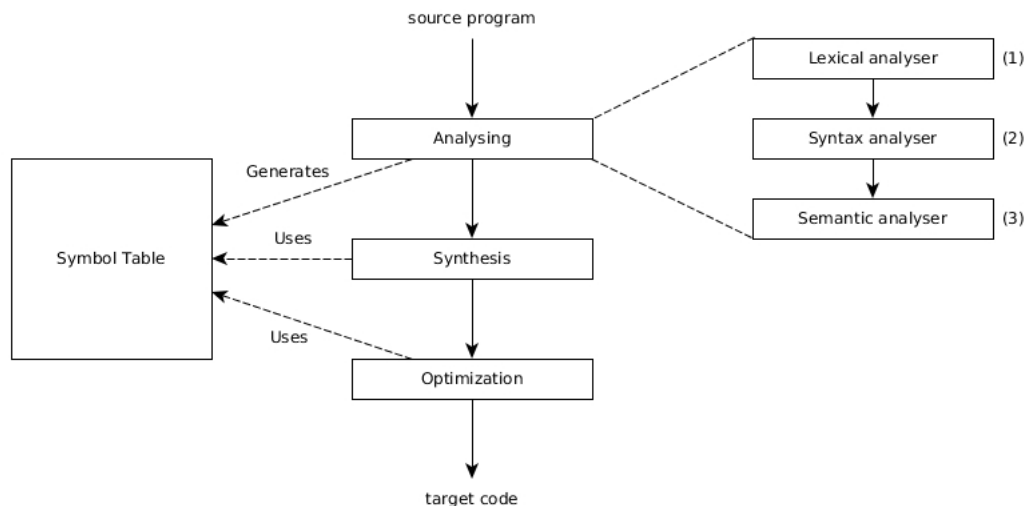 source program
Lexical analyser (1)
Analysing
Syntax analyser (2)
Generates
Semantic analyser (3)
Uses
Symbol Table
Synthesis
Uses
Optimization
target code